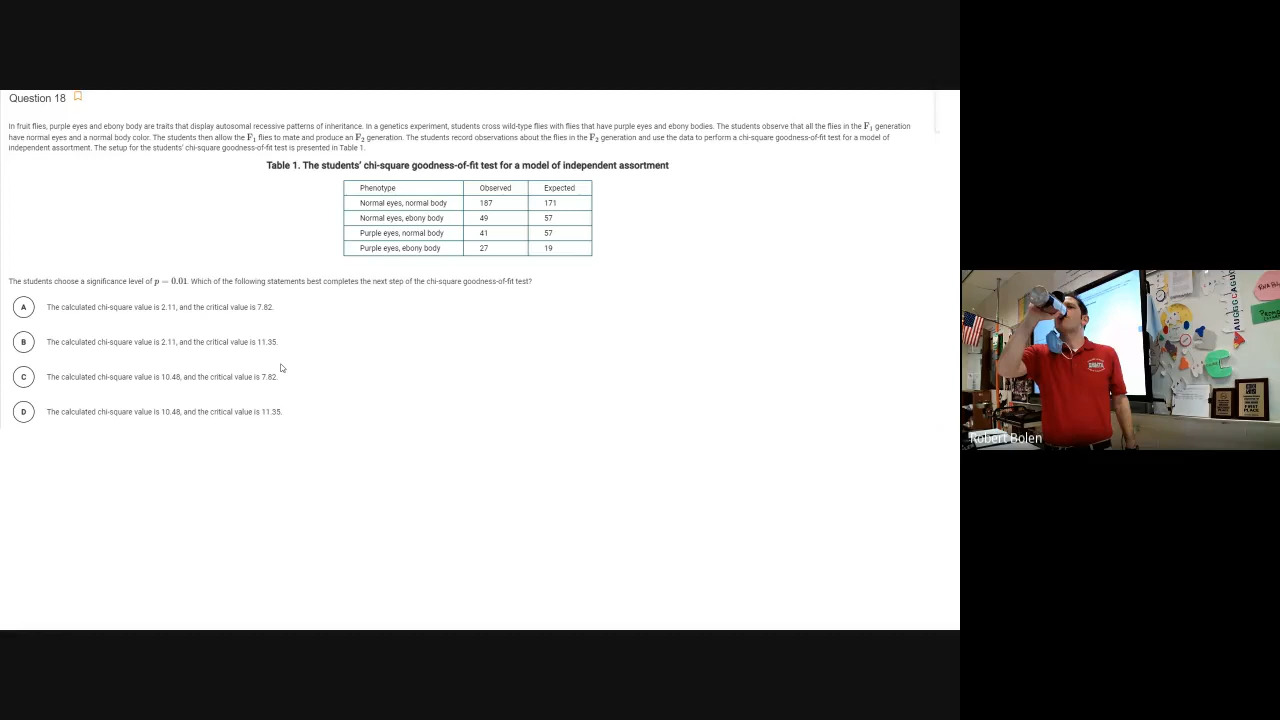 Question 18
In fruit flies, purple eyes and ebony body are traits that display autosomal recessive patterns of inheritance. In a genetics experiment, students cross wild-type flies with flies that have purple eyes and ebony bodies. The students observe that all the flies in the F1 generation
have normal eyes and a normal body color. The students then allow the F1 flies to mate and produce an F2 generation. The students record observations about the flies in the F2 generation and use the data to perform a chi-square goodness-of-fit test for a model of
independent assortment. The setup for the students' chi-square goodness-of-fit test is presented in Table 1.
Table 1. The students' chi-square goodness-of-fit test for a model of independent assortment
Phenotype Observed Expected
Normal eyes, normal body 187 171
Normal eyes, ebony body 49 57
Purple eyes, normal body 41 57
Purple eyes, ebony body 27 19
The students choose a significance level of p = 0.01. Which of the following statements best completes the next step of the chi-square goodness-of-fit test?
A The calculated chi-square value is 2.11, and the critical value is 7.82.
B The calculated chi-square value is 2.11, and the critical value is 11.35.
C The calculated chi-square value is 10.48, and the critical value is 7.82.
D The calculated chi-square value is 10.48, and the critical value is 11.35.
Robert Bolen
AUGGCAGU
FIRST
PLACE